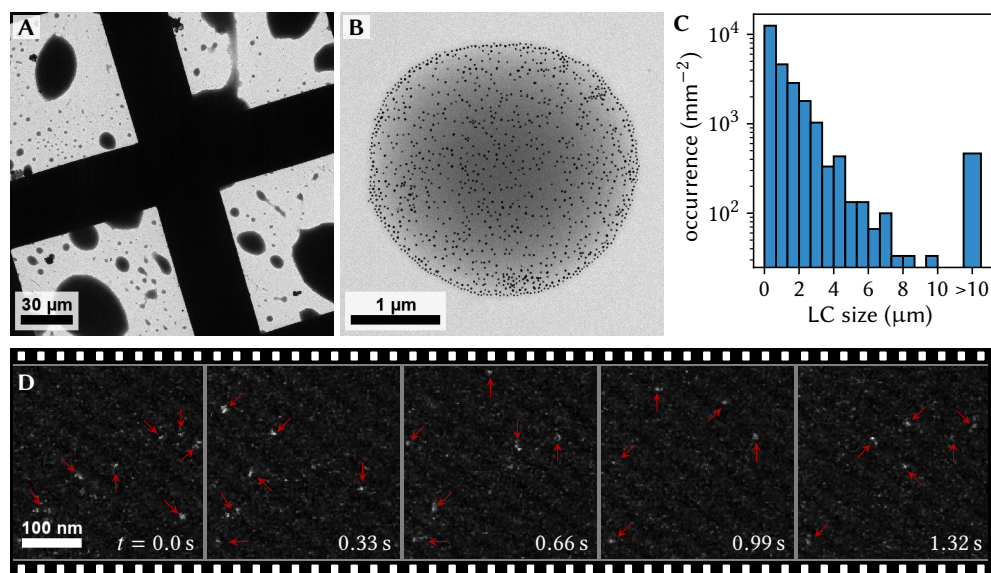 A
30 µm
B
1 µm
C
occurrence (mm⁻²)
10⁴
10³
10²
0 2 4 6 8 10 >10
LC size (µm)
D
100 nm
t = 0.0 s
0.33 s
0.66 s
0.99 s
1.32 s